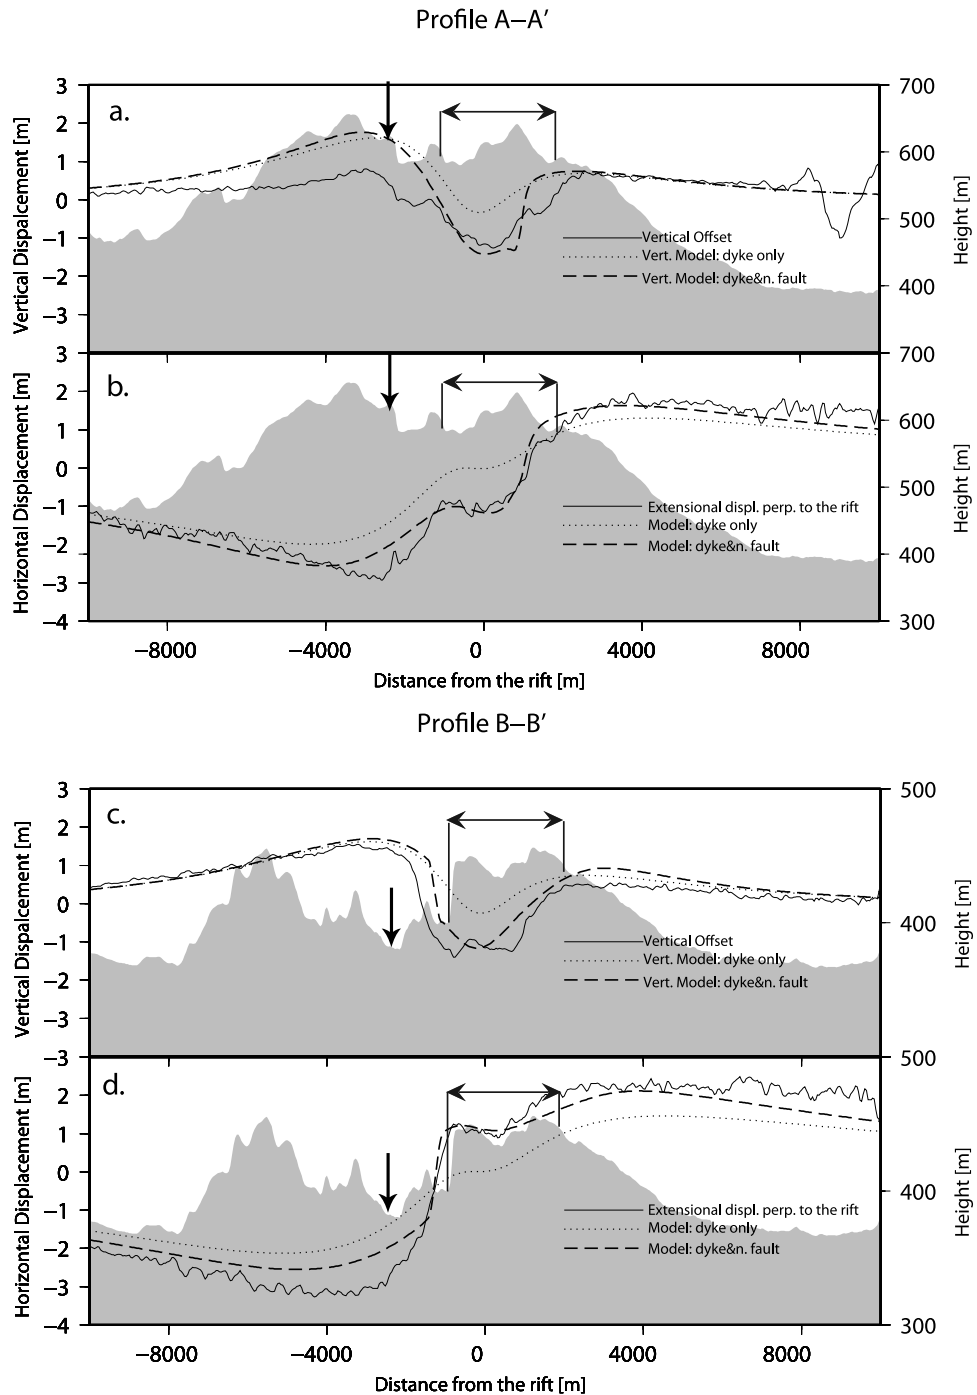 Profile A–A’
a.
3
2
1
0
−1
−2
−3
3
Vertical Dispalcement [m]
700
600
500
400
700
Height [m]
Vertical Offset
Vert. Model: dyke only
Vert. Model: dyke&n. fault
b.
2
1
0
−1
−2
−3
−4
Horizontal Displacement [m]
600
500
400
300
Height [m]
Extensional displ. perp. to the rift
Model: dyke only
Model: dyke&n. fault
−8000 −4000 0 4000 8000
Distance from the rift [m]
Profile B–B’
c.
3
2
1
0
−1
−2
−3
3
Vertical Dispalcement [m]
500
400
500
Height [m]
Vertical Offset
Vert. Model: dyke only
Vert. Model: dyke&n. fault
d.
2
1
0
−1
−2
−3
−4
Horizontal Displacement [m]
400
300
Height [m]
Extensional displ. perp. to the rift
Model: dyke only
Model: dyke&n. fault
−8000 −4000 0 4000 8000
Distance from the rift [m]